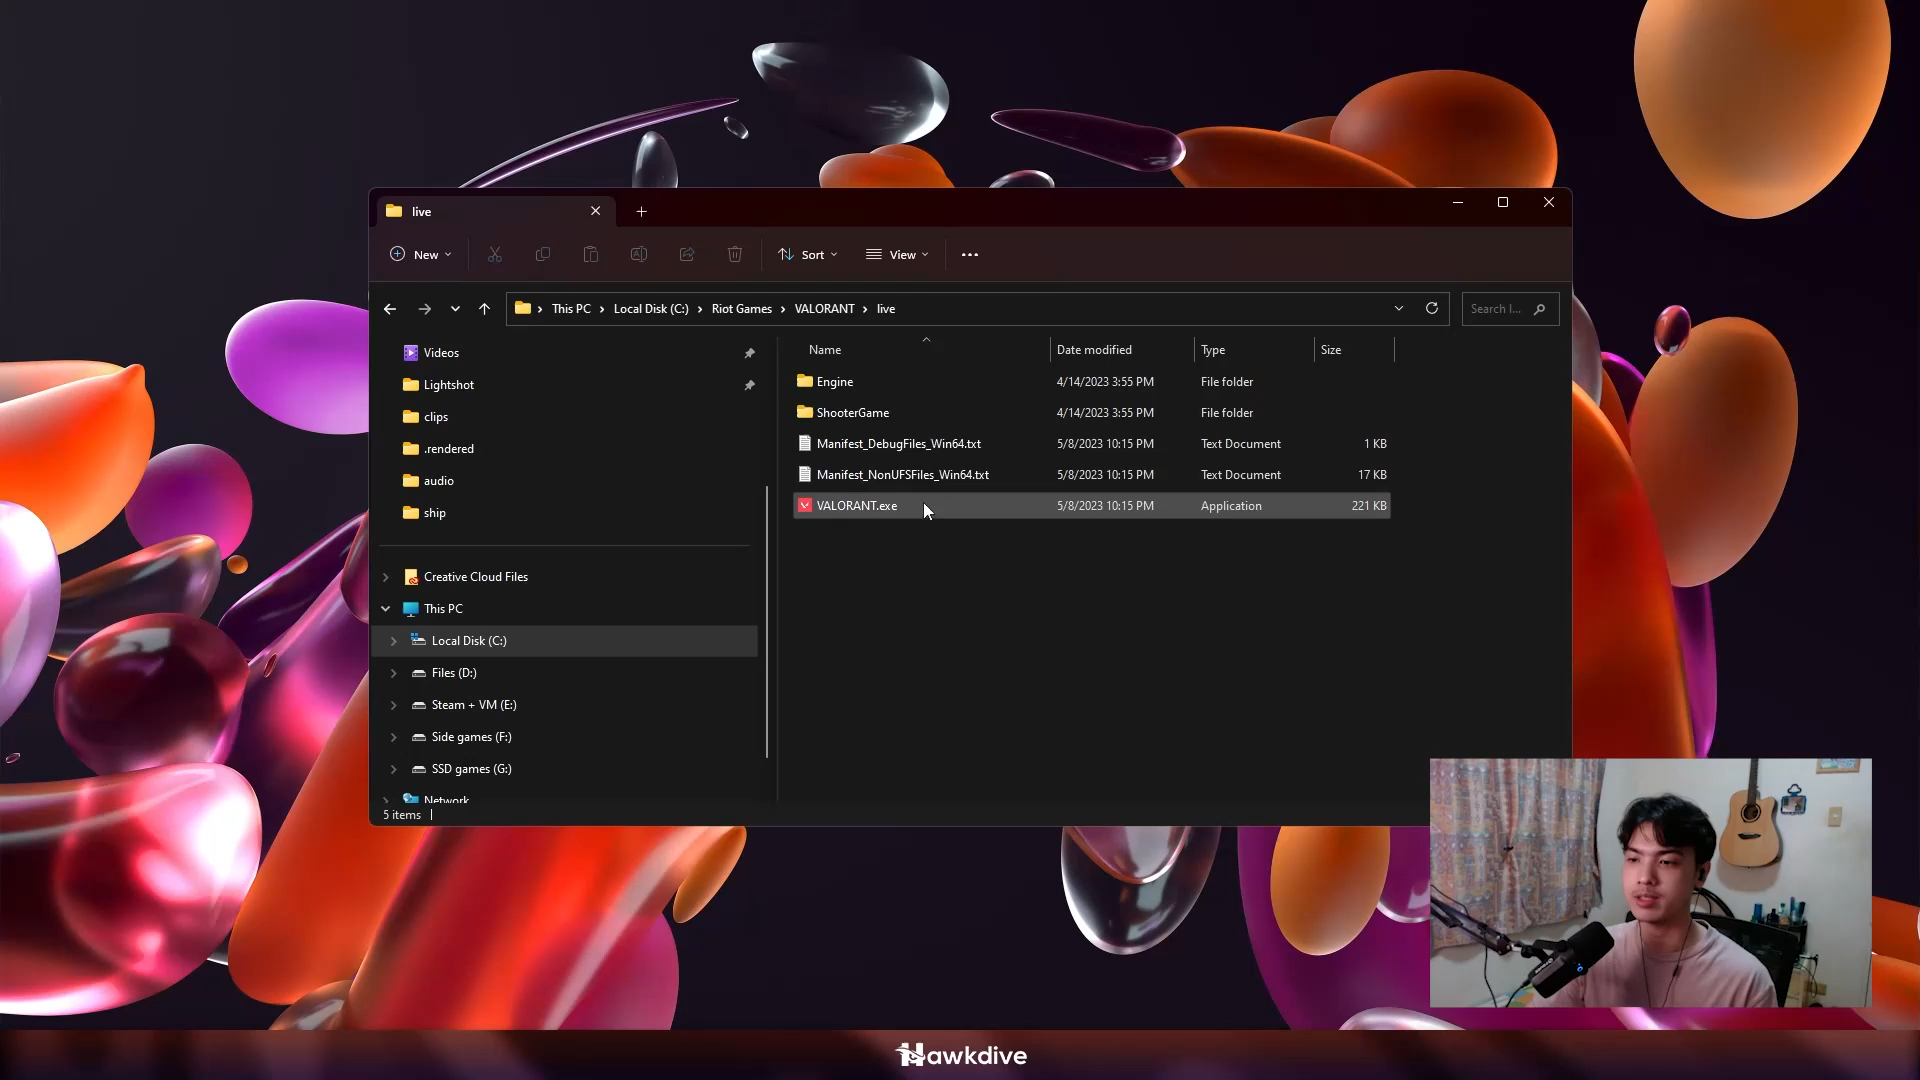 live
New
Sort
View
This PC
Local Disk (C:)
Riot Games
VALORANT
live
Search I...
Videos
Lightshot
clips
.rendered
audio
ship
Creative Cloud Files
This PC
Local Disk (C:)
Files (D:)
Steam + VM (E:)
Side games (F:)
SSD games (G:)
Network
5 items
Name Date modified Type Size
Engine 4/14/2023 3:55 PM File folder
ShooterGame 4/14/2023 3:55 PM File folder
Manifest_DebugFiles_Win64.txt 5/8/2023 10:15 PM Text Document 1 KB
Manifest_NonUFSFiles_Win64.txt 5/8/2023 10:15 PM Text Document 17 KB
VALORANT.exe 5/8/2023 10:15 PM Application 221 KB
Hawkdive